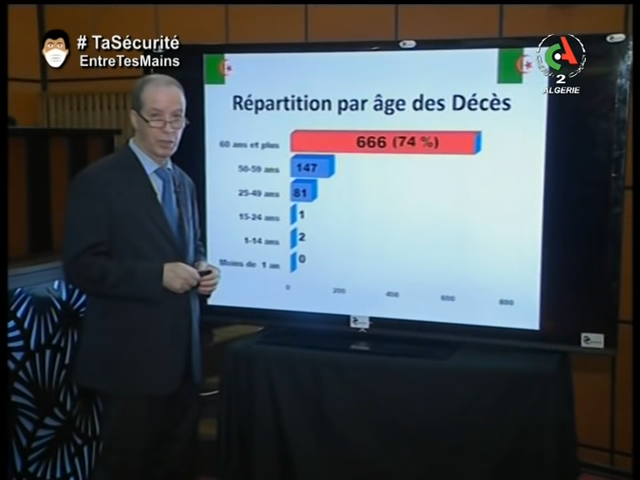 # TaSécurité
EntreTesMains
2
ALGERIE
Répartition par âge des Décès
60 ans et plus
666 (74 %)
50-59 ans
147
25-49 ans
81
15-24 ans
1
1-14 ans
2
Moins de 1 an
0
0 200 400 600 800